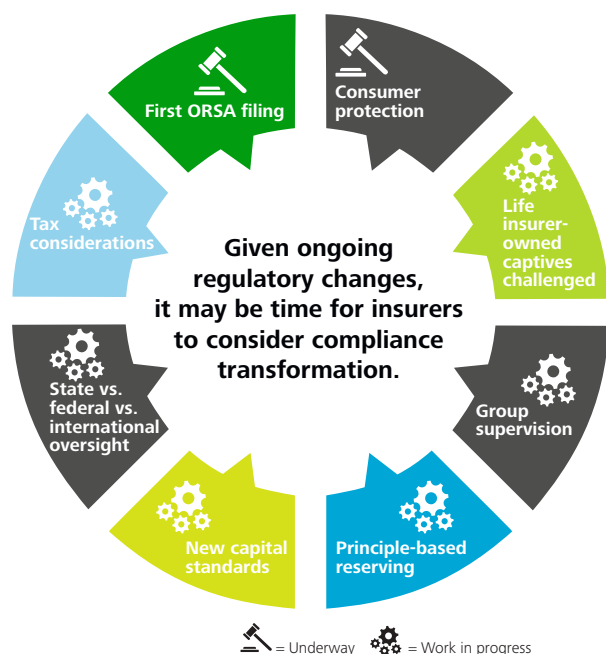 First ORSA filing
Consumer
protection
Life
insurer-
owned
captives
challenged
Group
supervision
Principle-based
reserving
New capital
standards
State vs.
federal vs.
international
oversight
Tax
considerations
Given ongoing
regulatory changes,
it may be time for insurers
to consider compliance
transformation.
= Underway = Work in progress